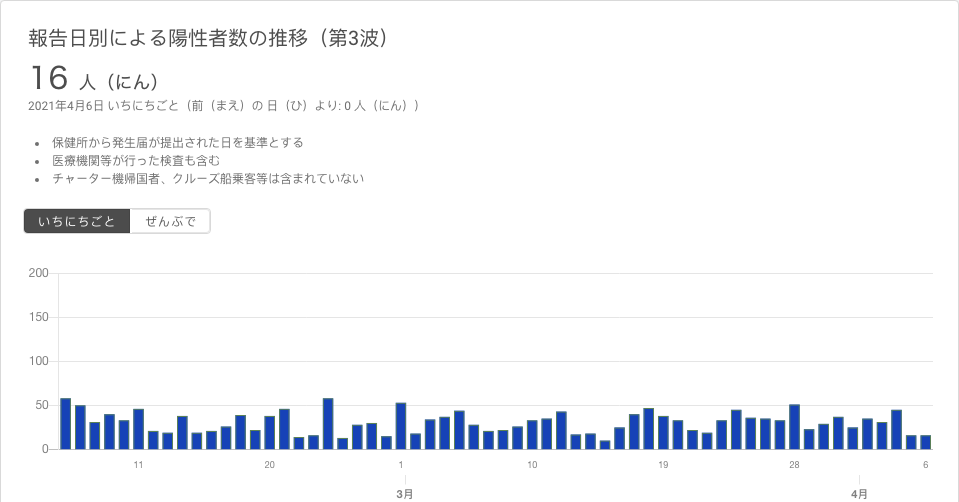 報告日別による陽性者数の推移（第3波）
16 人（にん）
2021年4月6日 いちにちごと（前（まえ）の 日（ひ）より: 0 人（にん））
• 保健所から発生届が提出された日を基準とする
• 医療機関等が行った検査も含む
• チャーター機帰国者、クルーズ船乗客等は含まれていない
いちにちごと ぜんぶで
200
150
100
50
0
11 20 1 10 19 28 6
3月 4月